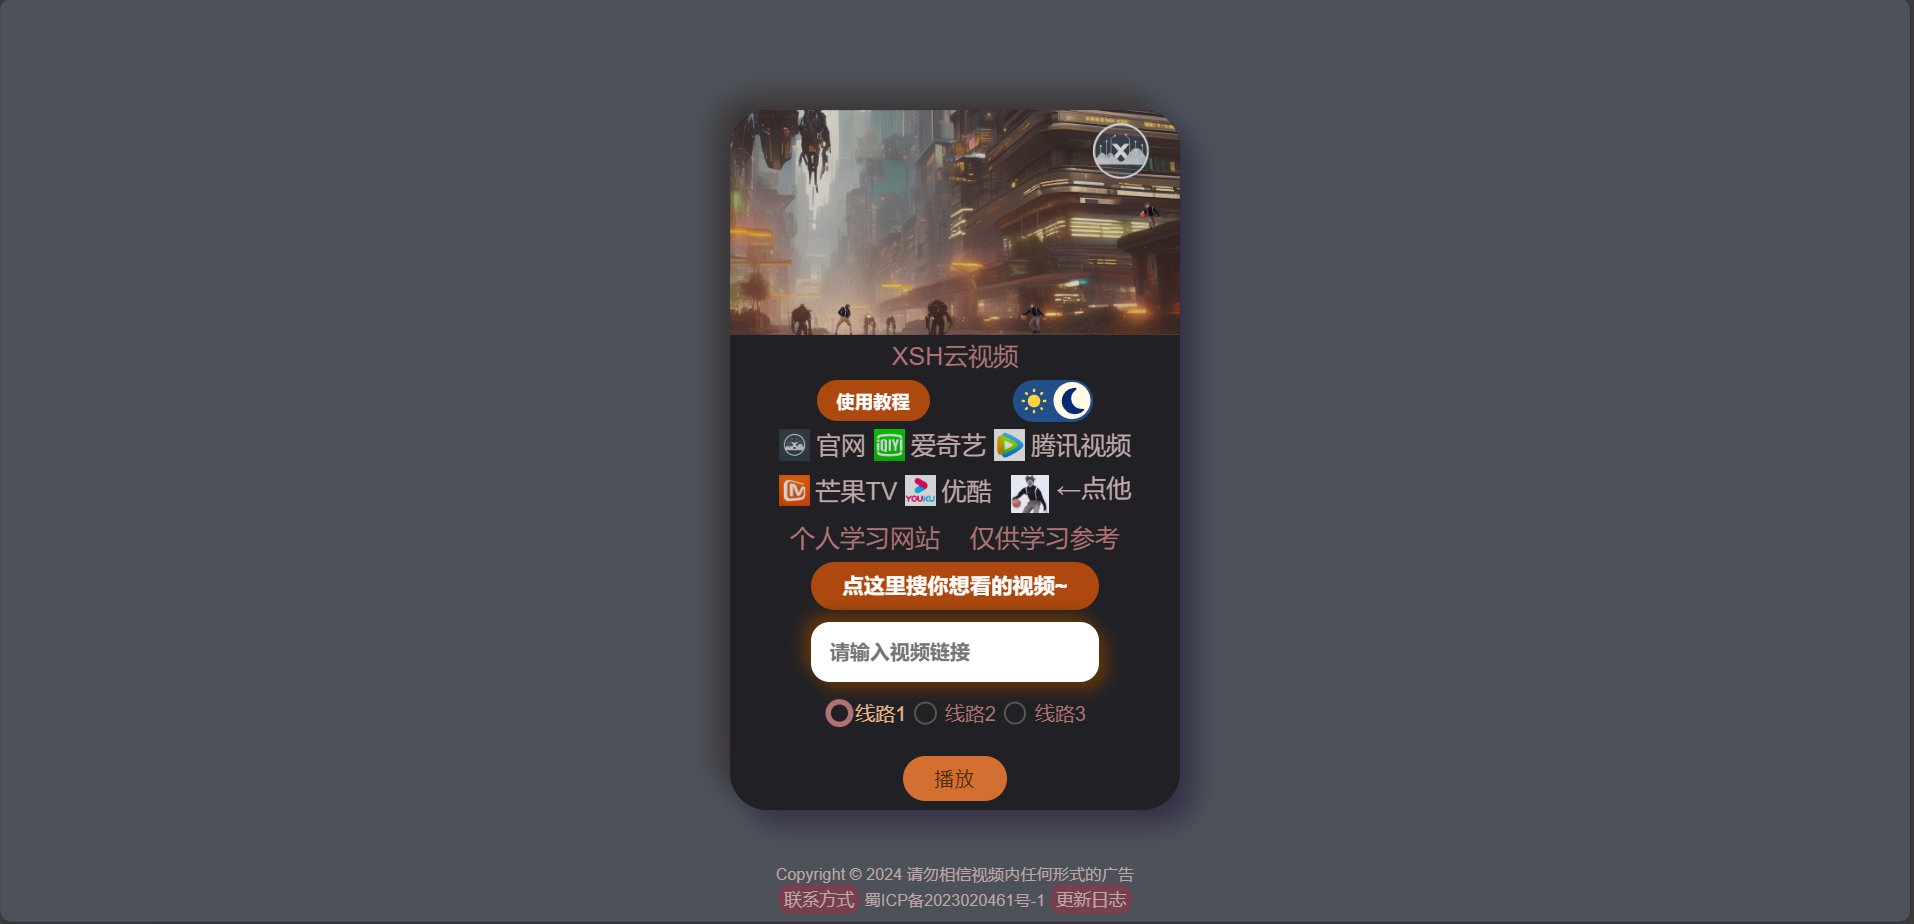 XSH云视频
使用教程
官网 爱奇艺 腾讯视频
芒果TV YOUKU 优酷 ←点他
个人学习网站 仅供学习参考
点这里搜你想看的视频~
请输入视频链接
线路1 线路2 线路3
播放
Copyright © 2024 请勿相信视频内任何形式的广告
联系方式 蜀ICP备2023020461号-1 更新日志